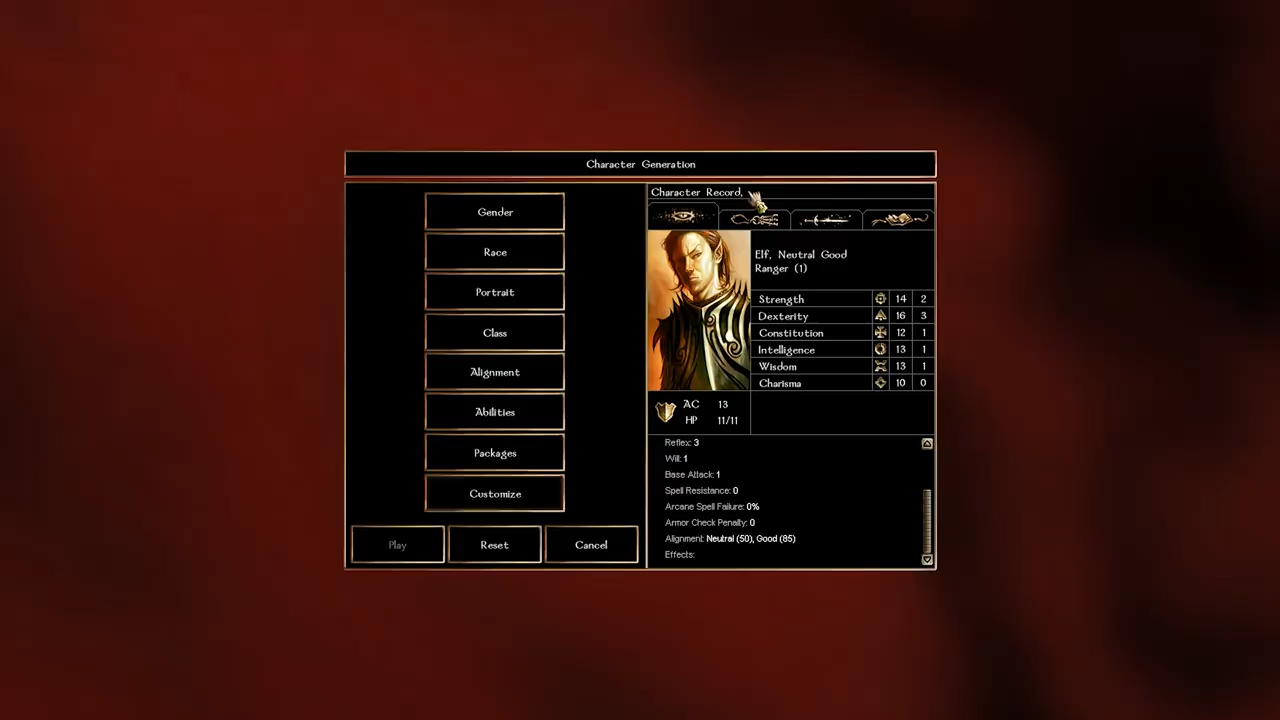 Character Generation
Gender
Race
Portrait
Class
Alignment
Abilities
Packages
Customize
Play
Reset
Cancel
Character Record,
Elf, Neutral Good
Ranger (1)
Strength 14 2
Dexterity 16 3
Constitution 12 1
Intelligence 13 1
Wisdom 13 1
Charisma 10 0
AC 13
HP 11/11
Reflex: 3
Will: 1
Base Attack: 1
Spell Resistance: 0
Arcane Spell Failure: 0%
Armor Check Penalty: 0
Alignment: Neutral (50), Good (85)
Effects: